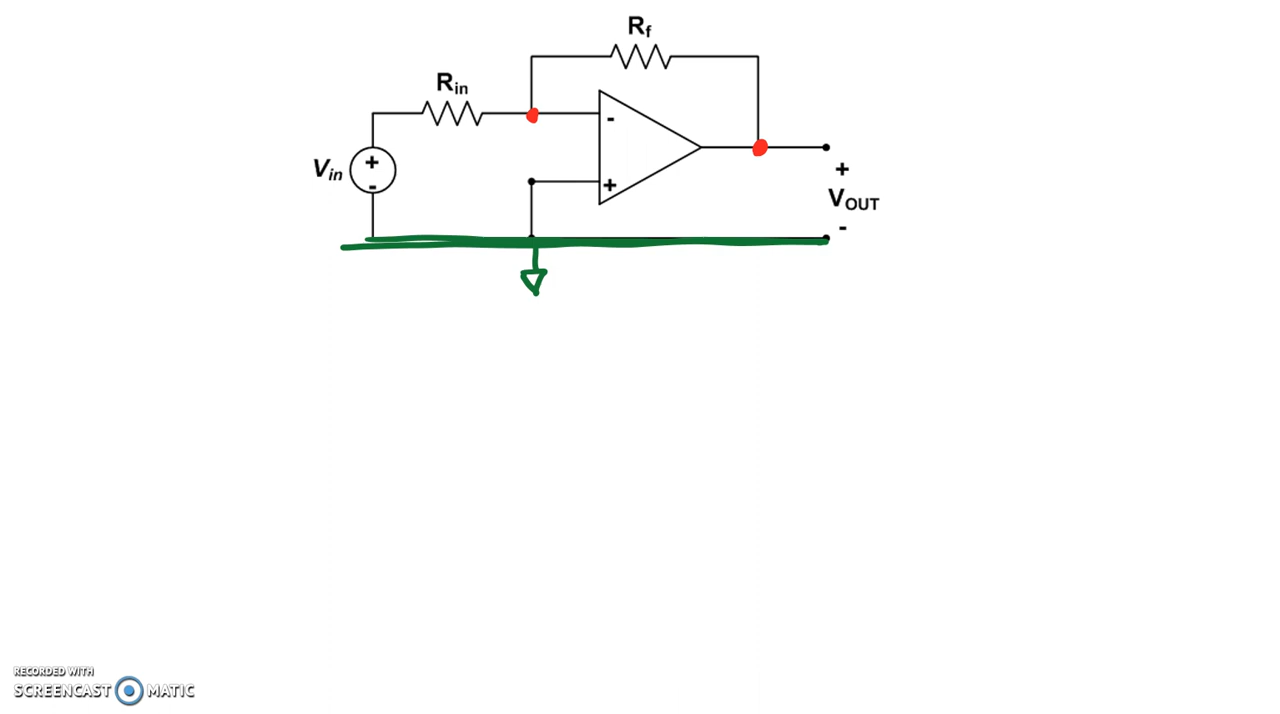 Rf
Rin
-
+
Vin
-
+
+
VOUT
-
RECORDED WITH
SCREENCAST MATIC